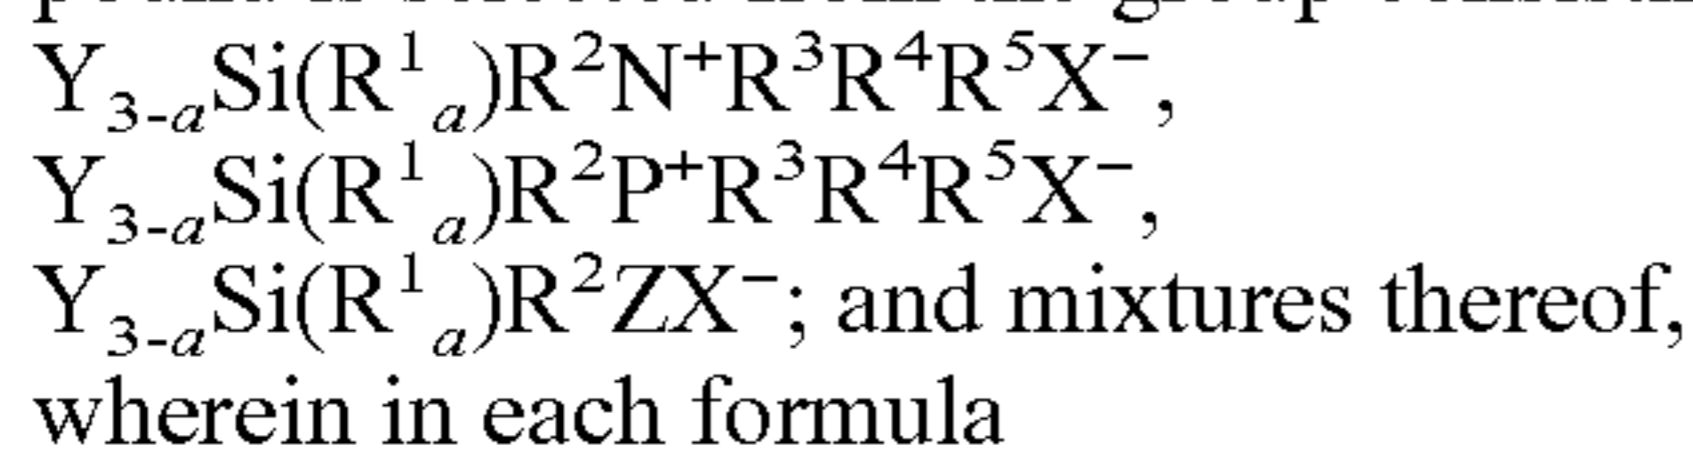 Y₃₋ₐSi(R¹ₐ)R²N⁺R³R⁴R⁵X⁻,
Y₃₋ₐSi(R¹ₐ)R²P⁺R³R⁴R⁵X⁻,
Y₃₋ₐSi(R¹ₐ)R²ZX⁻; and mixtures thereof,
wherein in each formula